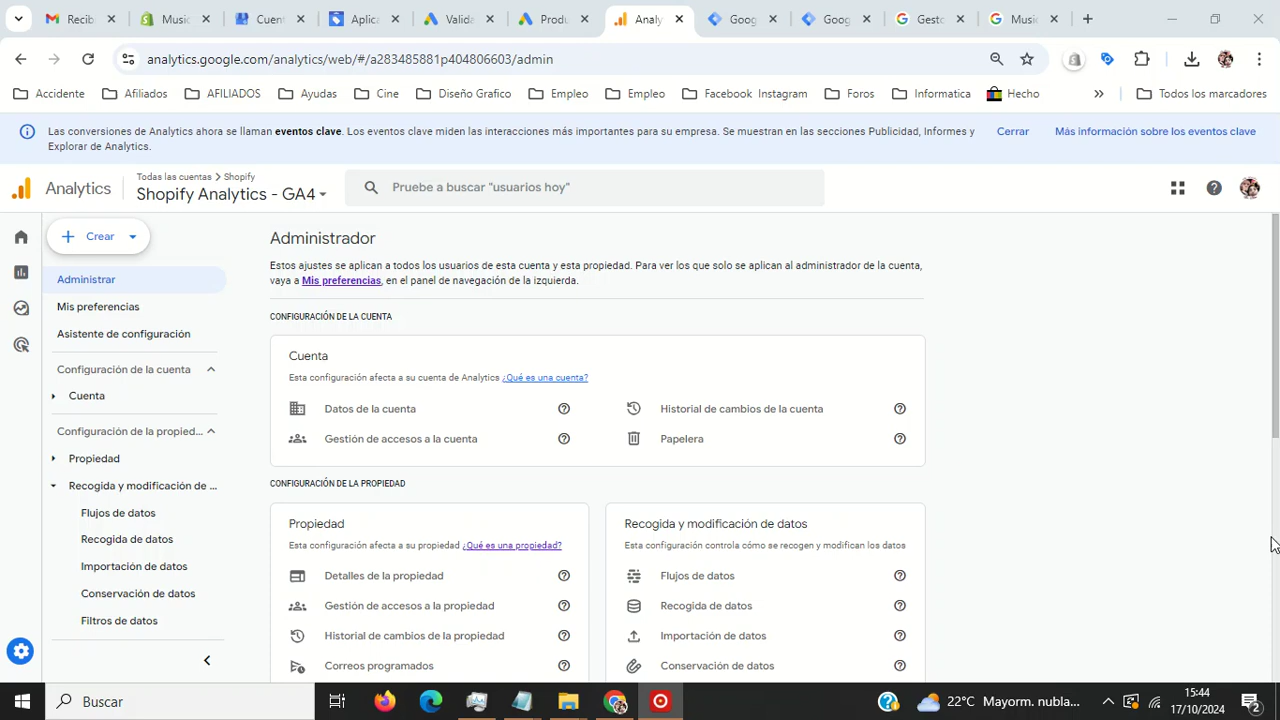 Recib
Music
Cuent
Aplica
Valida
Produ
Analy
Goog
Goog
Gesto
Music
analytics.google.com/analytics/web/#/a283485881p404806603/admin
Accidente
Afiliados
AFILIADOS
Ayudas
Cine
Diseño Grafico
Empleo
Empleo
Facebook Instagram
Foros
Informatica
Hecho
»
Todos los marcadores
Las conversiones de Analytics ahora se llaman eventos clave. Los eventos clave miden las interacciones más importantes para su empresa. Se muestran en las secciones Publicidad, Informes y
Explorar de Analytics.
Cerrar
Más información sobre los eventos clave
Analytics
Todas las cuentas > Shopify
Shopify Analytics - GA4
Pruebe a buscar "usuarios hoy"
Crear
Administrar
Mis preferencias
Asistente de configuración
Configuración de la cuenta
Cuenta
Configuración de la propied...
Propiedad
Recogida y modificación de ...
Flujos de datos
Recogida de datos
Importación de datos
Conservación de datos
Filtros de datos
Administrador
Estos ajustes se aplican a todos los usuarios de esta cuenta y esta propiedad. Para ver los que solo se aplican al administrador de la cuenta,
vaya a Mis preferencias, en el panel de navegación de la izquierda.
CONFIGURACIÓN DE LA CUENTA
Cuenta
Esta configuración afecta a su cuenta de Analytics ¿Qué es una cuenta?
Datos de la cuenta
Historial de cambios de la cuenta
Gestión de accesos a la cuenta
Papelera
CONFIGURACIÓN DE LA PROPIEDAD
Propiedad
Esta configuración afecta a su propiedad ¿Qué es una propiedad?
Detalles de la propiedad
Gestión de accesos a la propiedad
Historial de cambios de la propiedad
Correos programados
Recogida y modificación de datos
Esta configuración controla cómo se recogen y modifican los datos
Flujos de datos
Recogida de datos
Importación de datos
Conservación de datos
Buscar
22°C Mayorm. nubla...
15:44
17/10/2024
2